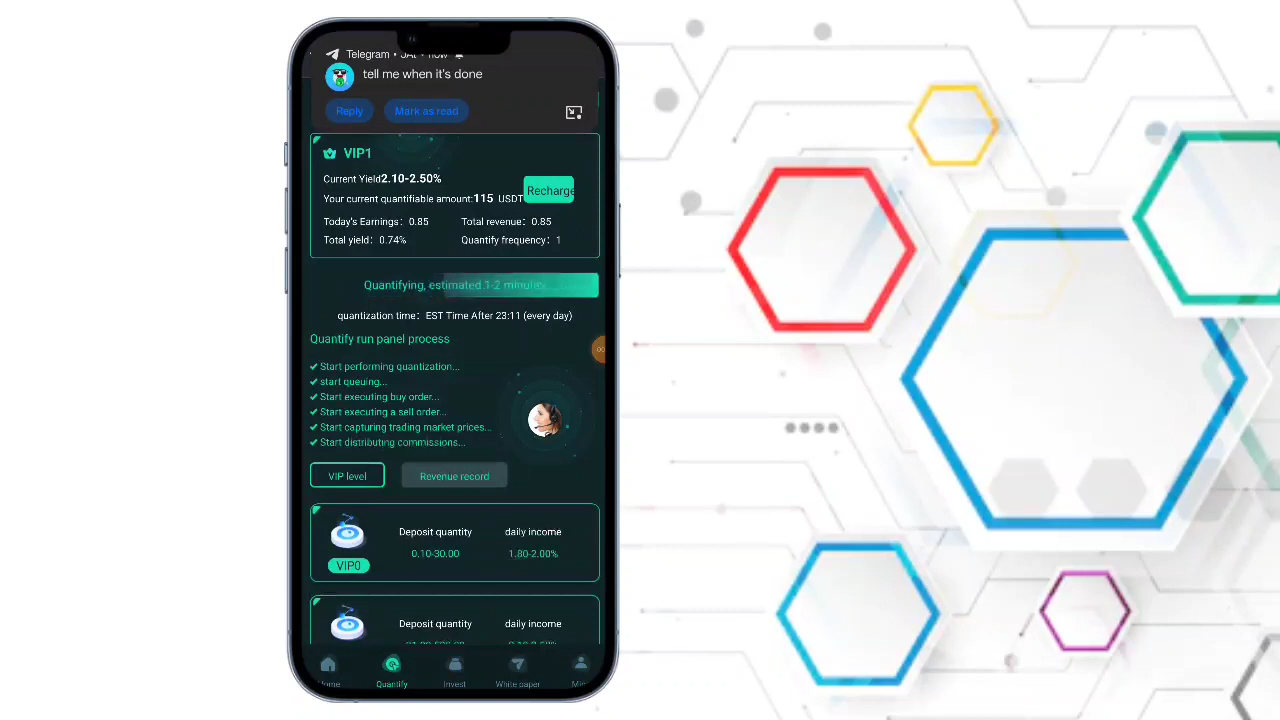 Telegram • JAL • now
tell me when it's done
Reply Mark as read
VIP1
Current Yield2.10-2.50%
Your current quantifiable amount:115 USDT
Recharge
Today's Earnings: 0.85 Total revenue: 0.85
Total yield: 0.74% Quantify frequency: 1
Quantifying, estimated 1-2 minutes...
quantization time: EST Time After 23:11 (every day)
Quantify run panel process
Start performing quantization...
start queuing...
Start executing buy order...
Start executing a sell order...
Start capturing trading market prices...
Start distributing commissions...
VIP level Revenue record
Deposit quantity daily income
0.10-30.00 1.80-2.00%
VIP0
Deposit quantity daily income
Quantify Invest White paper